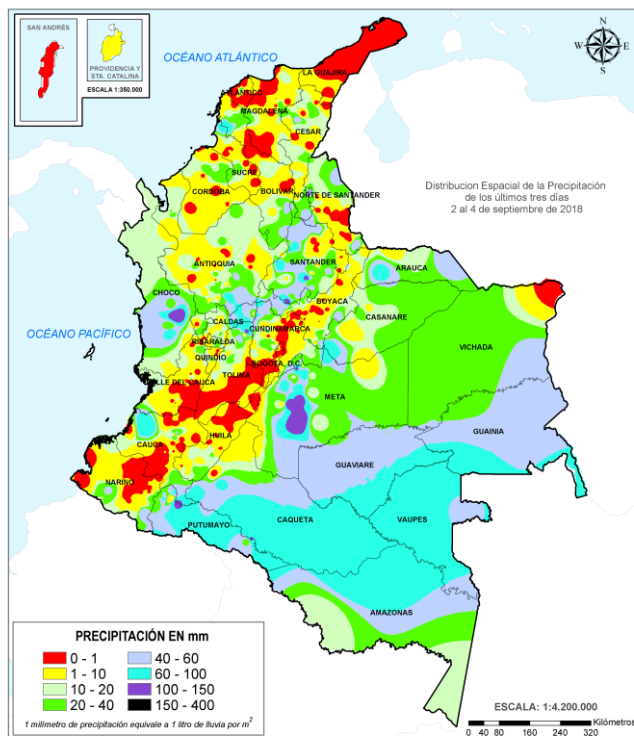 SAN ANDRÉS
PROVIDENCIA Y
STA. CATALINA
ESCALA 1:350.000
OCÉANO ATLÁNTICO
N
W
E
S
LA GUAJIRA
ATLÁNTICO
MAGDALENA
CESAR
SUCRE
CORDOBA
BOLIVAR
NORTE DE SANTANDER
Distribucion Espacial de la Precipitación
de los últimos tres días
2 al 4 de septiembre de 2018
ANTIOQUIA
SANTANDER
ARAUCA
CHOCO
BOYACA
CALDAS
CASANARE
OCÉANO PACÍFICO
CUNDINAMARCA
RISARALDA
VICHADA
QUINDIO
BOGOTA, D.C.
TOLIMA
VALLE DEL CAUCA
META
GUAINIA
CAUCA
HUILA
GUAVIARE
NARIÑO
PUTUMAYO
CAQUETA
VAUPES
AMAZONAS
PRECIPITACIÓN EN mm
0 - 1
40 - 60
1 - 10
60 - 100
10 - 20
100 - 150
20 - 40
150 - 400
1 milimetro de precipitación equivale a 1 litro de lluvia por m²
ESCALA: 1:4.200.000
Kilómetros
0 40 80 160 240 320